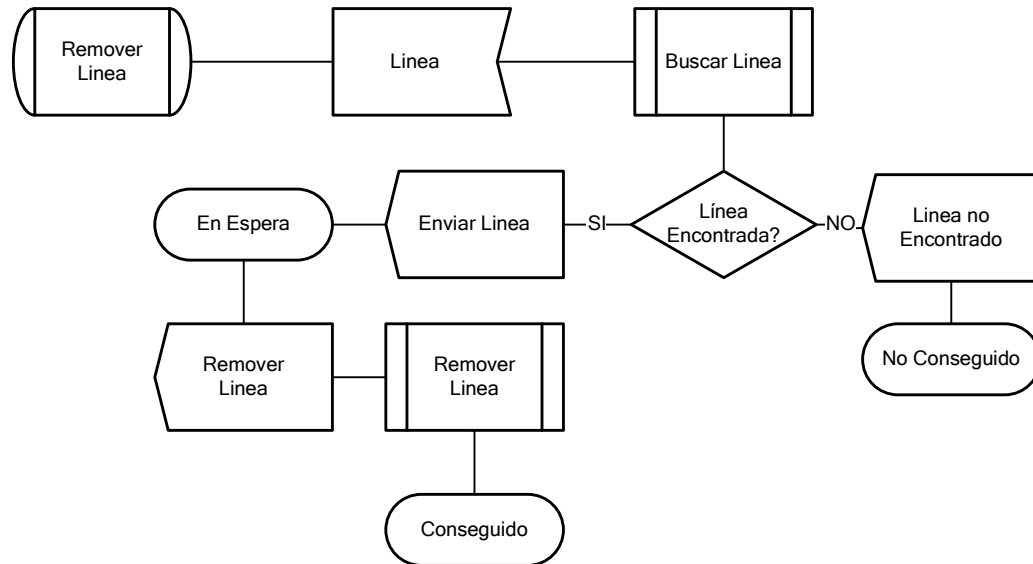 Remover
Linea
Linea
Buscar Linea
En Espera
Enviar Linea
SI
Línea
Encontrada?
NO
Linea no
Encontrado
Remover
Linea
Remover
Linea
No Conseguido
Conseguido